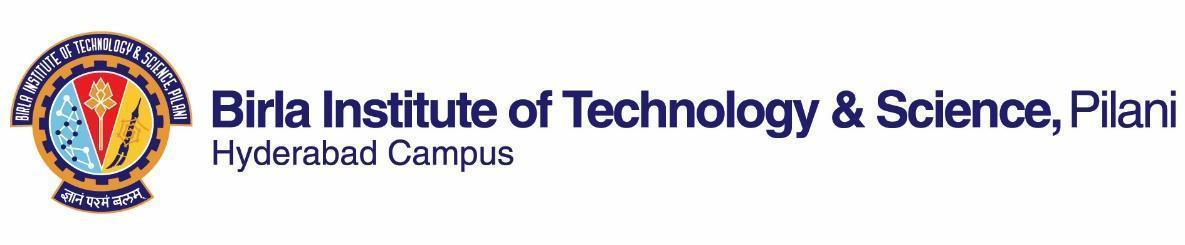 BIRLA INSTITUTE OF TECHNOLOGY & SCIENCE, PILANI
ज्ञानं परमं बलम्
Birla Institute of Technology & Science, Pilani
Hyderabad Campus